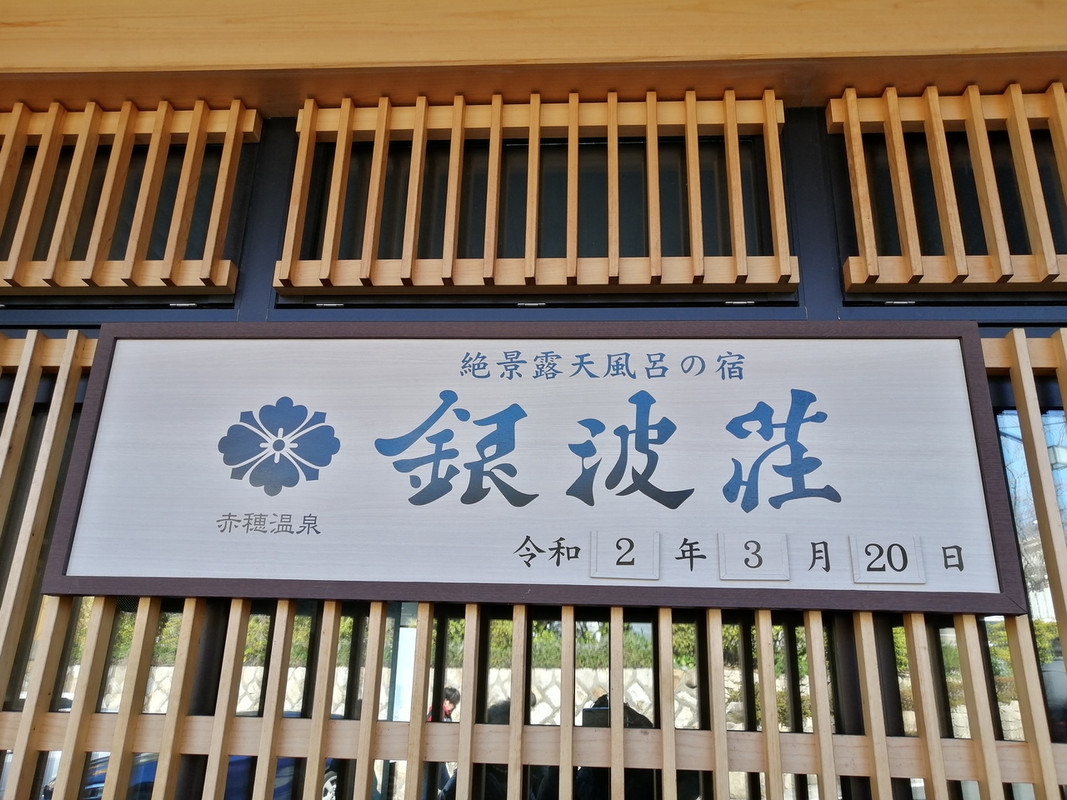 絶景露天風呂の宿
銀波荘
赤穂温泉
令和 2 年 3 月 20 日